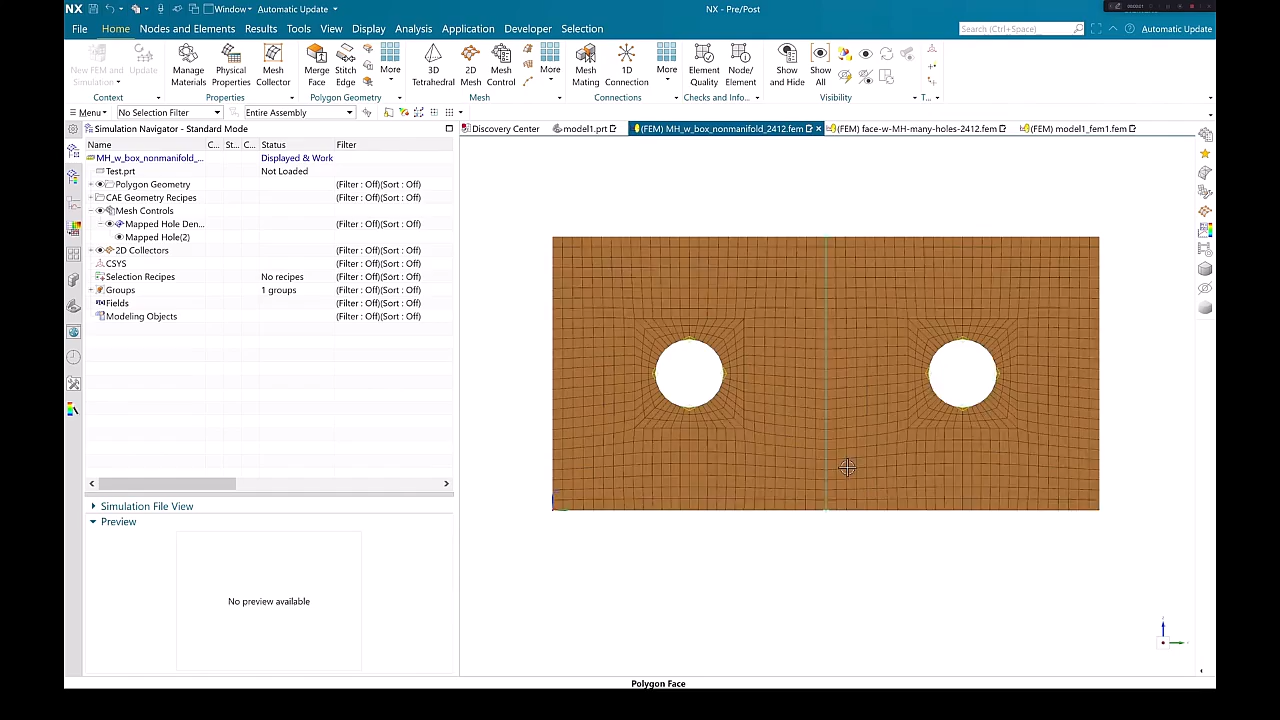 NX Window Automatic Update NX - Pre/Post
File Home Nodes and Elements Results Tools View Display Analysis Application Developer Selection Search (Ctrl+Space) Automatic Update
New FEM and Simulation Update Manage Materials Physical Properties Mesh Collector Merge Face Stitch Edge More 3D Tetrahedral 2D Mesh Mesh Control More Mesh Mating 1D Connection More Element Quality Node/Element Show and Hide Show All
Context Properties Polygon Geometry Mesh Connections Checks and Info... Visibility T...
Menu No Selection Filter Entire Assembly
Simulation Navigator - Standard Mode Discovery Center model1.prt (FEM) MH_w_box_nonmanifold_2412.fem (FEM) face-w-MH-many-holes-2412.fem (FEM) model1_fem1.fem
Name C... St... C... Status Filter
MH_w_box_nonmanifold_... Displayed & Work
Test.prt Not Loaded
Polygon Geometry (Filter : Off)(Sort : Off)
CAE Geometry Recipes (Filter : Off)(Sort : Off)
Mesh Controls
Mapped Hole Den... (Filter : Off)(Sort : Off)
Mapped Hole(2)
2D Collectors (Filter : Off)(Sort : Off)
CSYS (Filter : Off)(Sort : Off)
Selection Recipes No recipes (Filter : Off)(Sort : Off)
Groups 1 groups (Filter : Off)(Sort : Off)
Fields (Filter : Off)(Sort : Off)
Modeling Objects (Filter : Off)(Sort : Off)
Simulation File View
Preview
No preview available
Polygon Face